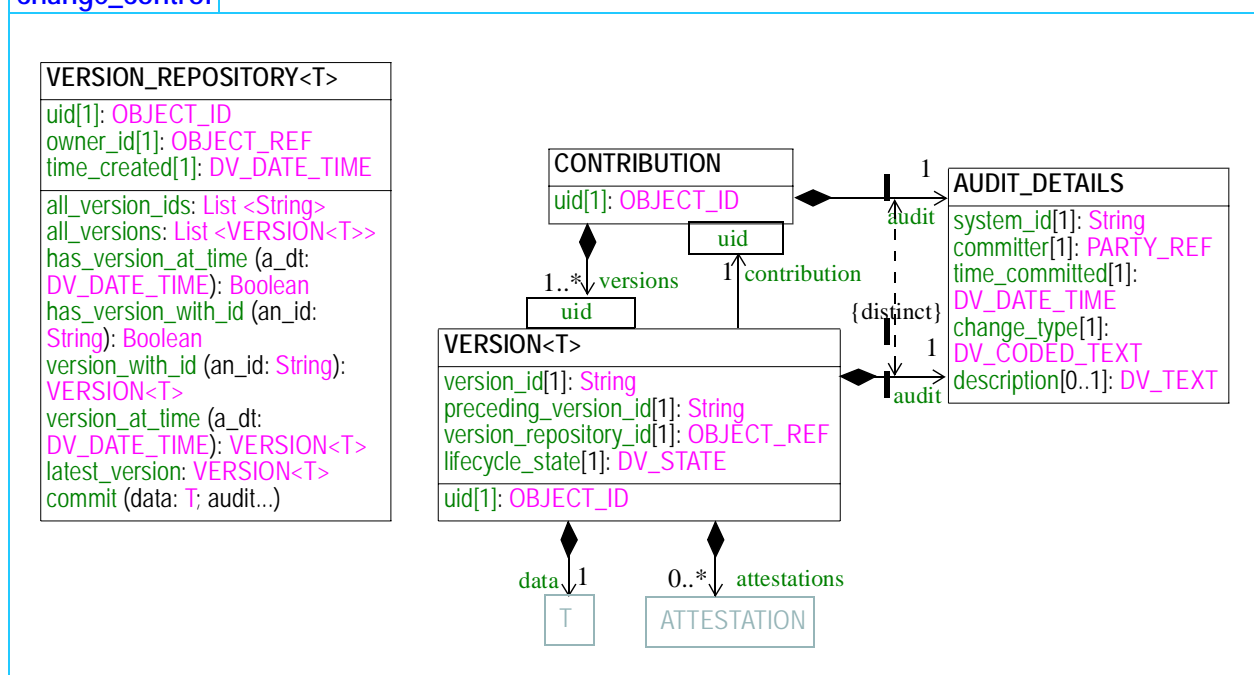 change_control
VERSION_REPOSITORY<T>
uid[1]: OBJECT_ID
owner_id[1]: OBJECT_REF
time_created[1]: DV_DATE_TIME
all_version_ids: List <String>
all_versions: List <VERSION<T>>
has_version_at_time (a_dt:
DV_DATE_TIME): Boolean
has_version_with_id (an_id:
String): Boolean
version_with_id (an_id: String):
VERSION<T>
version_at_time (a_dt:
DV_DATE_TIME): VERSION<T>
latest_version: VERSION<T>
commit (data: T; audit...)
CONTRIBUTION
uid[1]: OBJECT_ID
uid
1
audit
1..*
versions
1
contribution
uid
VERSION<T>
version_id[1]: String
preceding_version_id[1]: String
version_repository_id[1]: OBJECT_REF
lifecycle_state[1]: DV_STATE
uid[1]: OBJECT_ID
{distinct}
1
audit
AUDIT_DETAILS
system_id[1]: String
committer[1]: PARTY_REF
time_committed[1]:
DV_DATE_TIME
change_type[1]:
DV_CODED_TEXT
description[0..1]: DV_TEXT
data
1
0..*
attestations
T
ATTESTATION